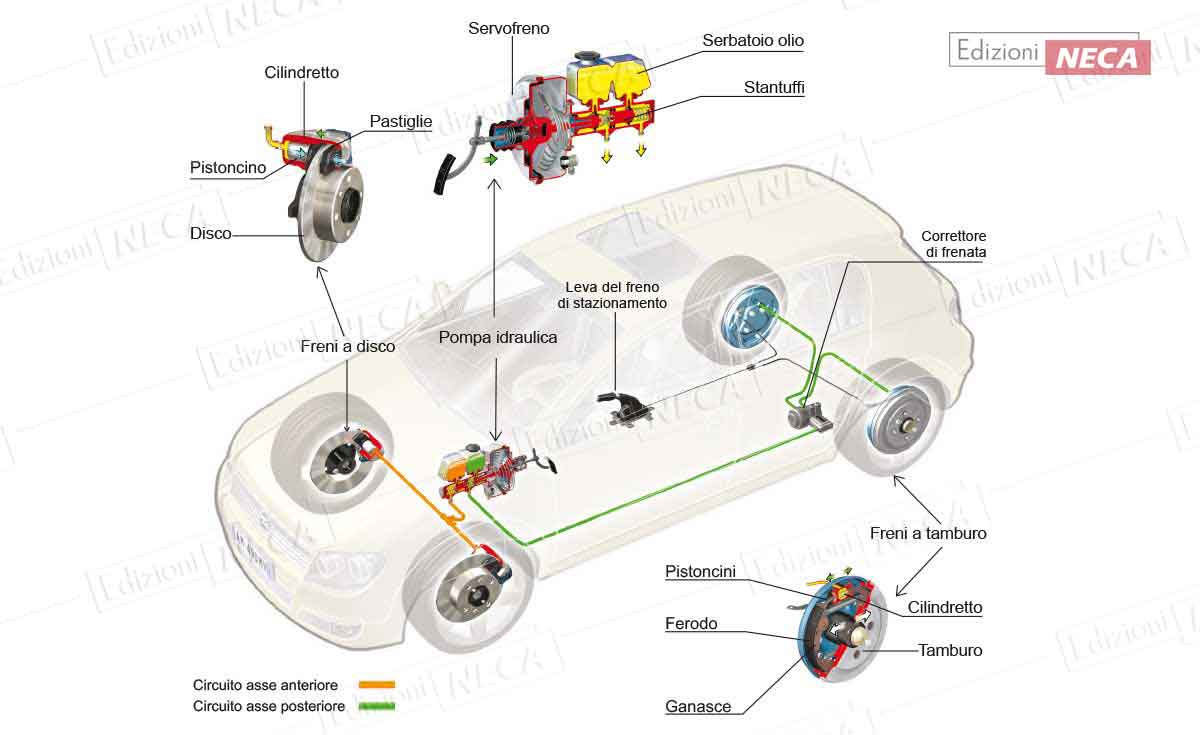 Servofreno
Serbatoio olio
Edizioni NECA
Cilindretto
Stantuffi
Pastiglie
Pistoncino
Disco
Correttore
di frenata
Leva del freno
di stazionamento
Freni a disco
Pompa idraulica
Freni a tamburo
Pistoncini
Cilindretto
Ferodo
Tamburo
Circuito asse anteriore
Circuito asse posteriore
Ganasce